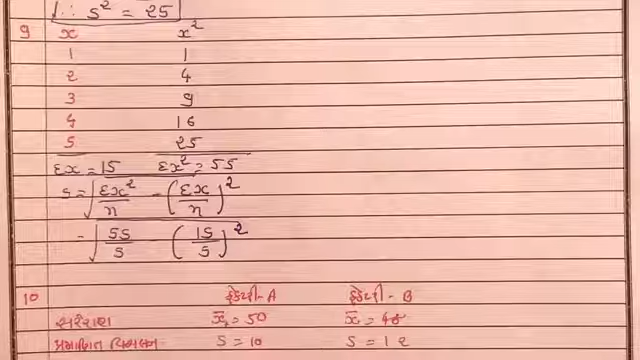 ∴ s² = 25
9 x x²
1 1
2 4
3 9
4 16
5 25
Σx = 15 Σx² = 55
s = √(Σx²/n - (Σx/n)²)
= √(55/5 (15/5)²)
10 ફેક્ટરી-A ફેક્ટરી-B
સરેરાશ x̄₁ = 50 x̄ = 48
પ્રમાણિત વિચલન s = 10 s = 12